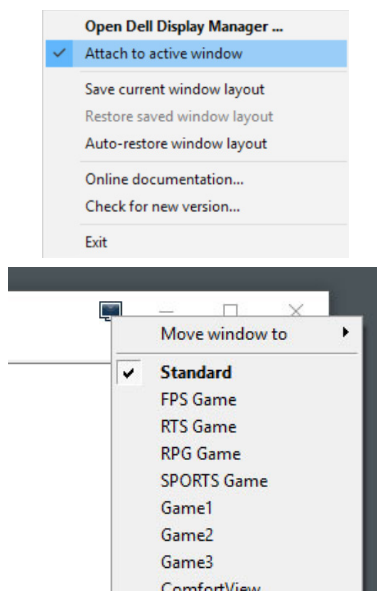 Open Dell Display Manager ...
Attach to active window
Save current window layout
Restore saved window layout
Auto-restore window layout
Online documentation...
Check for new version...
Exit
Move window to
Standard
FPS Game
RTS Game
RPG Game
SPORTS Game
Game1
Game2
Game3
ComfortView